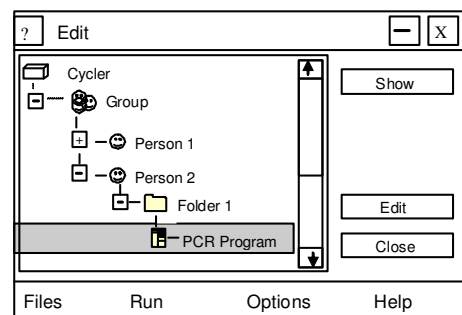 ? Edit X
Cycler
Show
Group
Person 1
Person 2
Folder 1
Edit
PCR Program
Close
Files Run Options Help